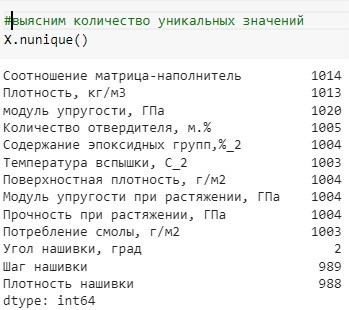 #выясним количество уникальных значений
X.nunique()
Соотношение матрица-наполнитель 1014
Плотность, кг/м3 1013
модуль упругости, ГПа 1020
Количество отвердителя, м.% 1005
Содержание эпоксидных групп,%_2 1004
Температура вспышки, С_2 1003
Поверхностная плотность, г/м2 1004
Модуль упругости при растяжении, ГПа 1004
Прочность при растяжении, ГПа 1004
Потребление смолы, г/м2 1003
Угол нашивки, град 2
Шаг нашивки 989
Плотность нашивки 988
dtype: int64